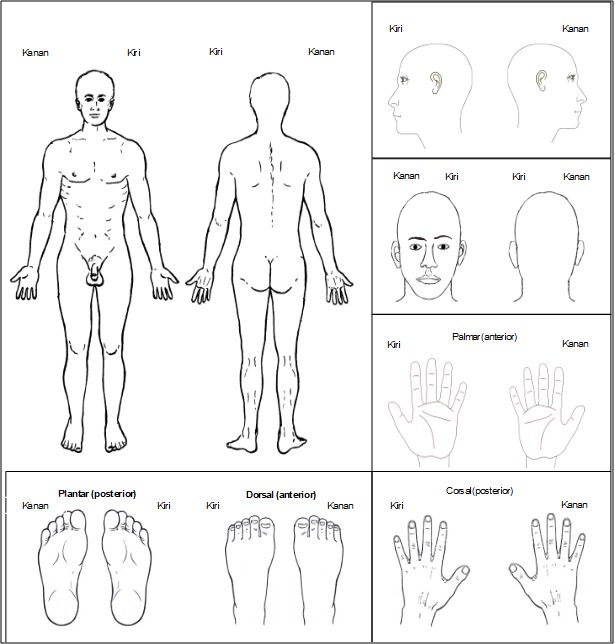 Kanan Kiri Kiri Kanan
Kiri Kanan
Kanan Kiri Kiri Kanan
Palmar(anterior)
Kiri Kanan
Plantar (posterior) Dorsal (anterior)
Kanan Kiri Kiri Kanan
Corsal(posterior)
Kiri Kanan